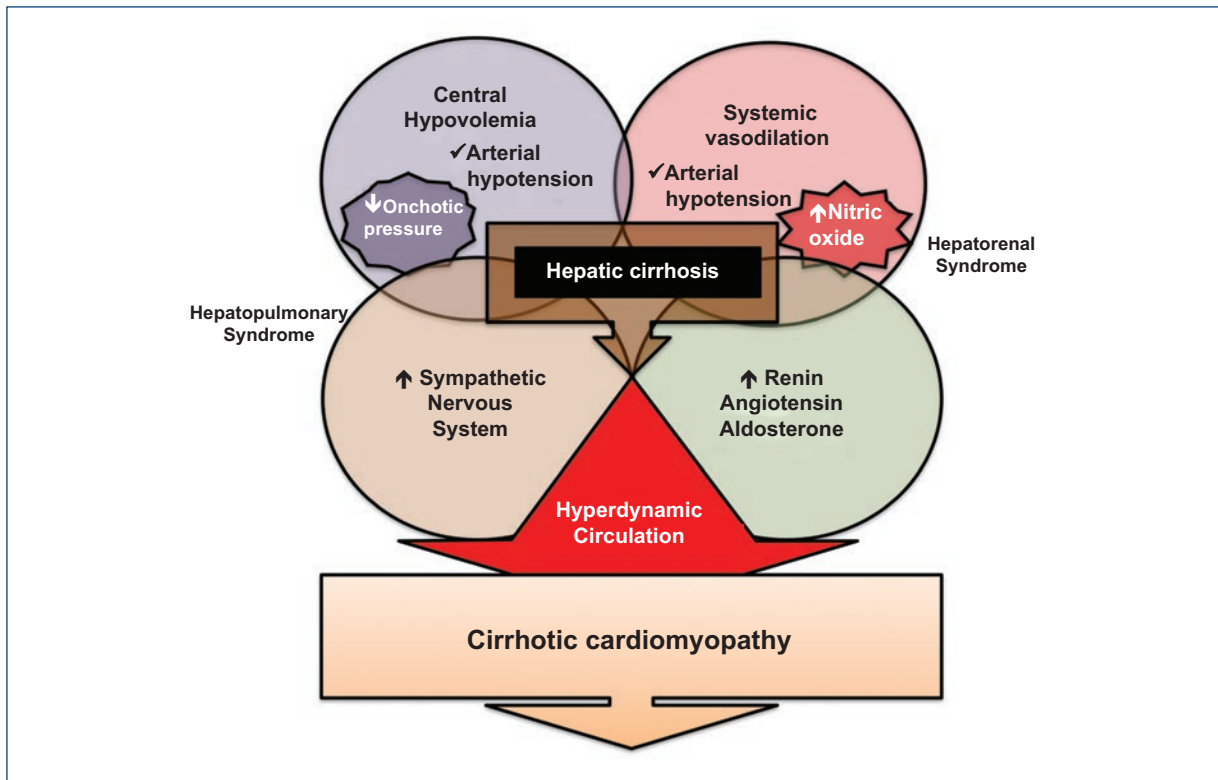 Central
Hypovolemia
✓Arterial
hypotension
↓Onchotic
pressure
Systemic
vasodilation
✓Arterial
hypotension
↑Nitric
oxide
Hepatic cirrhosis
Hepatorenal
Syndrome
Hepatopulmonary
Syndrome
↑ Sympathetic
Nervous
System
↑ Renin
Angiotensin
Aldosterone
Hyperdynamic
Circulation
Cirrhotic cardiomyopathy